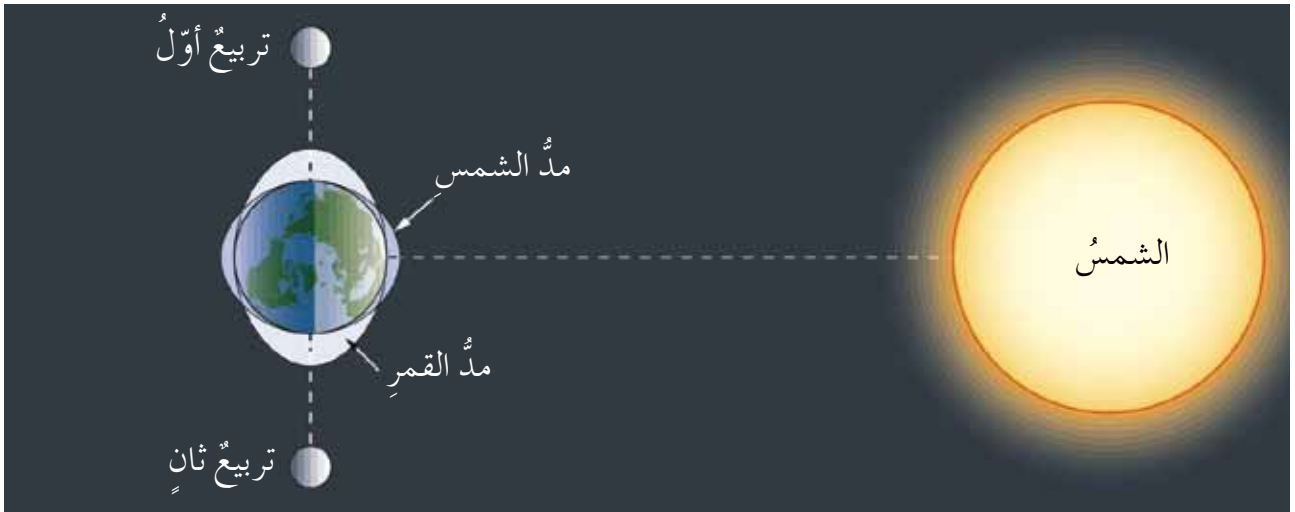 تربيعٌ أوّلُ
مدُّ الشمسِ
الشمسُ
مدُّ القمرِ
تربيعٌ ثانٍ